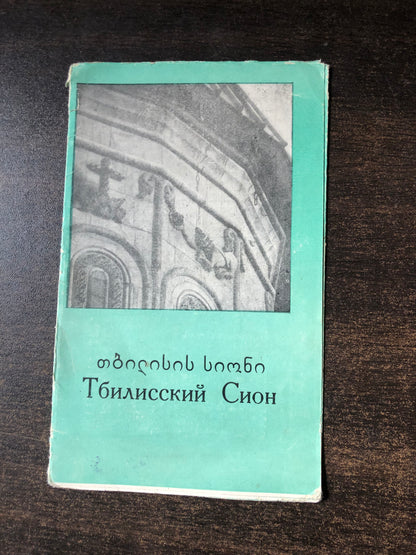 თბილისის სიონი
Тбилисский Сион